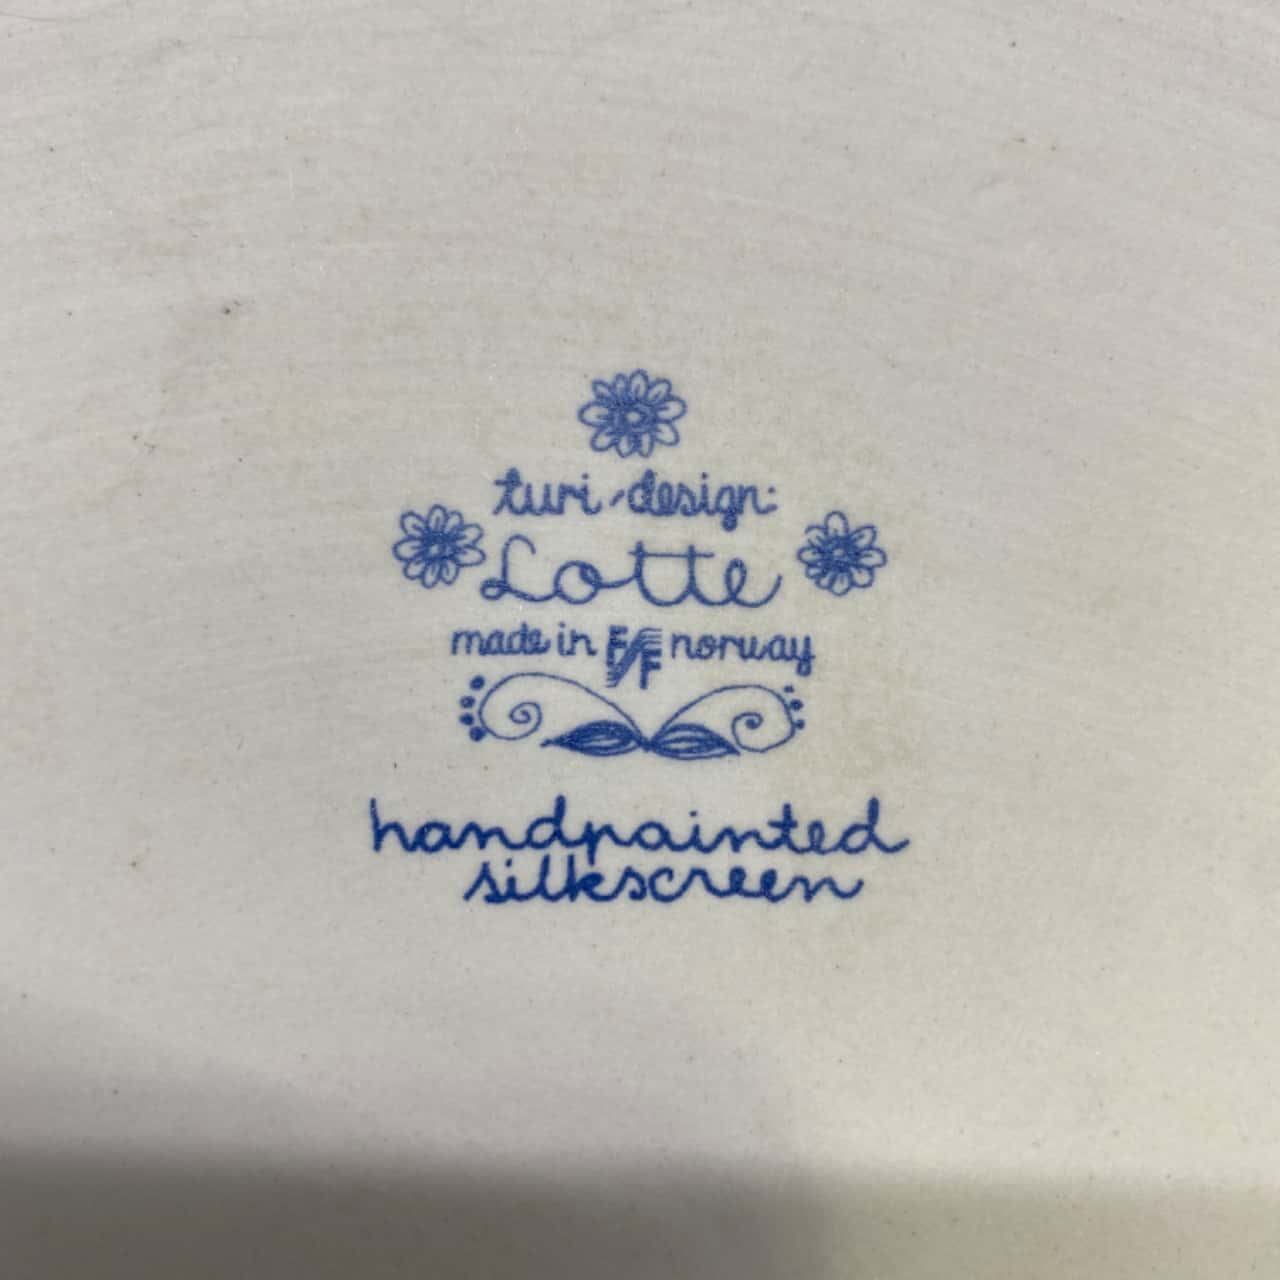 turi-design:
Lotte
made in F/F norway
handpainted
silkscreen